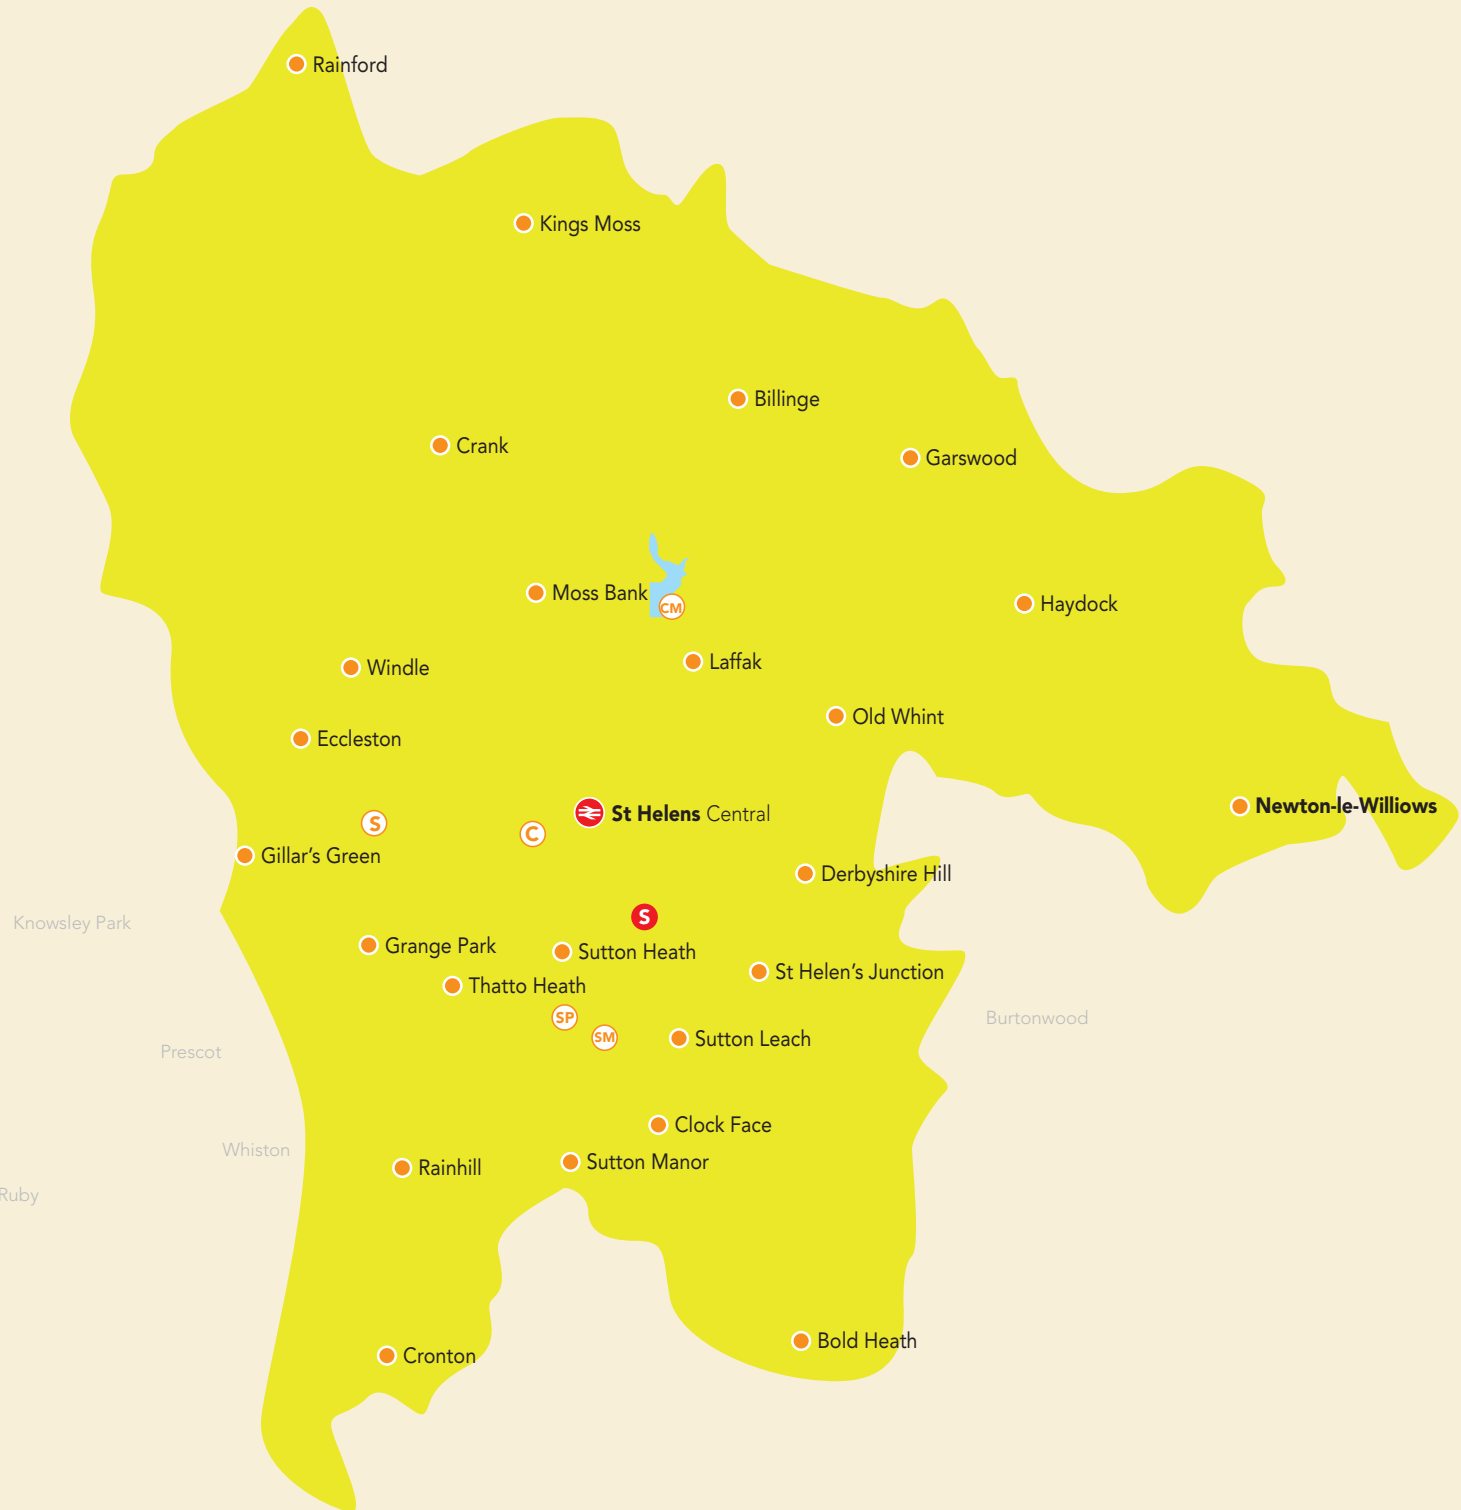 Rainford
Kings Moss
Billinge
Crank
Garswood
Moss Bank
CM
Haydock
Laffak
Windle
Old Whint
Eccleston
Newton-le-Williows
St Helens Central
S
C
Gillar's Green
Derbyshire Hill
S
Knowsley Park
Grange Park
Sutton Heath
St Helen's Junction
Thatto Heath
SP
Burtonwood
SM
Sutton Leach
Prescot
Clock Face
Whiston
Sutton Manor
Rainhill
Ruby
Bold Heath
Cronton